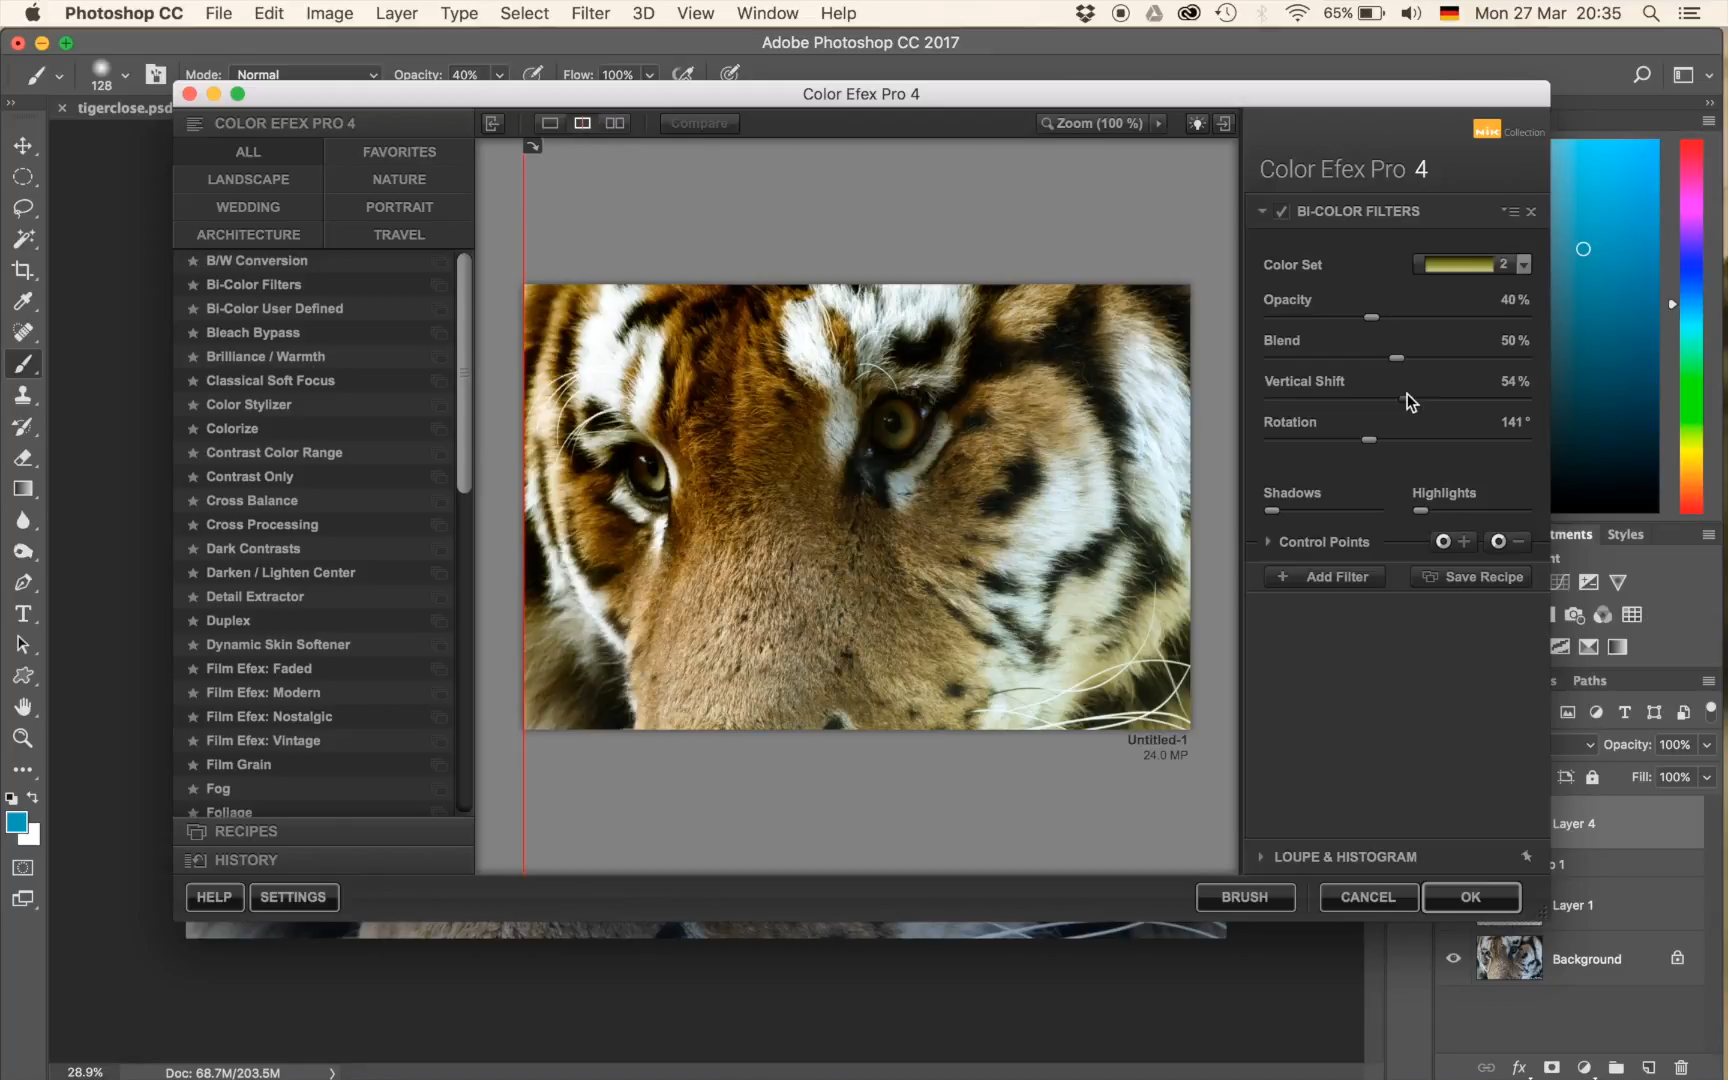 Photoshop CC File Edit Image Layer Type Select Filter 3D View Window Help 65% Mon 27 Mar 20:35
Adobe Photoshop CC 2017
128 Mode: Normal Opacity: 40% Flow: 100%
tigerclose.psd
Color Efex Pro 4
COLOR EFEX PRO 4
Compare
Zoom (100 %)
Nik Collection
ALL FAVORITES
LANDSCAPE NATURE
WEDDING PORTRAIT
ARCHITECTURE TRAVEL
B/W Conversion
Bi-Color Filters
Bi-Color User Defined
Bleach Bypass
Brilliance / Warmth
Classical Soft Focus
Color Stylizer
Colorize
Contrast Color Range
Contrast Only
Cross Balance
Cross Processing
Dark Contrasts
Darken / Lighten Center
Detail Extractor
Duplex
Dynamic Skin Softener
Film Efex: Faded
Film Efex: Modern
Film Efex: Nostalgic
Film Efex: Vintage
Film Grain
Fog
Foliage
RECIPES
HISTORY
HELP SETTINGS
Untitled-1
24.0 MP
Color Efex Pro 4
BI-COLOR FILTERS
Color Set 2
Opacity 40 %
Blend 50 %
Vertical Shift 54 %
Rotation 141 °
Shadows Highlights
Control Points
+ Add Filter Save Recipe
LOUPE & HISTOGRAM
BRUSH CANCEL OK
tments Styles
nt
s Paths
Opacity: 100%
Fill: 100%
Layer 4
o 1
Layer 1
Background
fx
28.9% Doc: 68.7M/203.5M